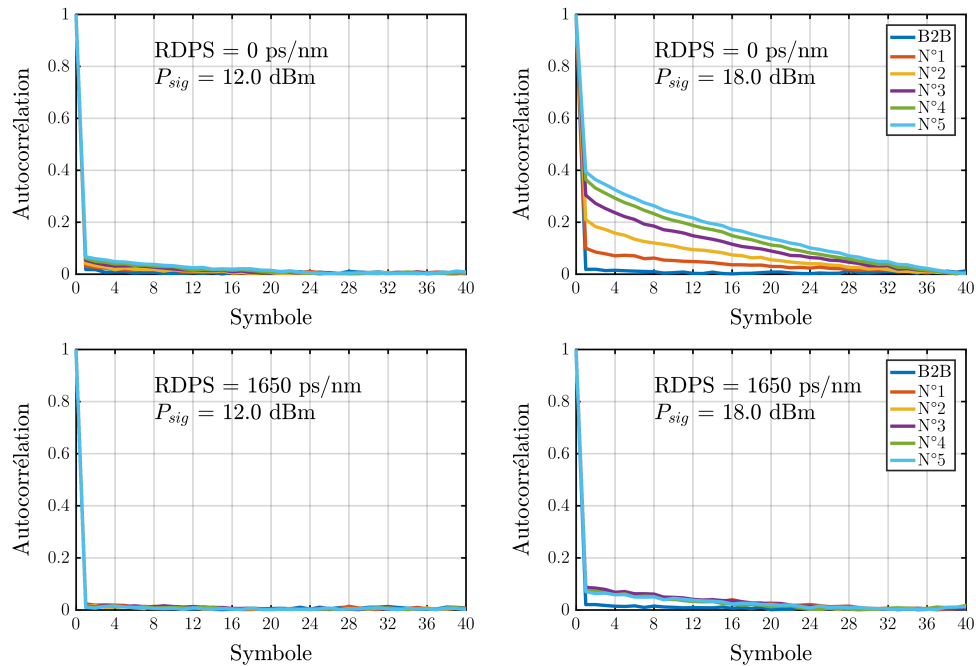 Autocorrélation
1
0.8
0.6
0.4
0.2
0
RDPS = 0 ps/nm
P_sig = 12.0 dBm
0 4 8 12 16 20 24 28 32 36 40
Symbole
Autocorrélation
1
0.8
0.6
0.4
0.2
0
RDPS = 0 ps/nm
P_sig = 18.0 dBm
B2B
N°1
N°2
N°3
N°4
N°5
0 4 8 12 16 20 24 28 32 36 40
Symbole
Autocorrélation
1
0.8
0.6
0.4
0.2
0
RDPS = 1650 ps/nm
P_sig = 12.0 dBm
0 4 8 12 16 20 24 28 32 36 40
Symbole
Autocorrélation
1
0.8
0.6
0.4
0.2
0
RDPS = 1650 ps/nm
P_sig = 18.0 dBm
B2B
N°1
N°2
N°3
N°4
N°5
0 4 8 12 16 20 24 28 32 36 40
Symbole